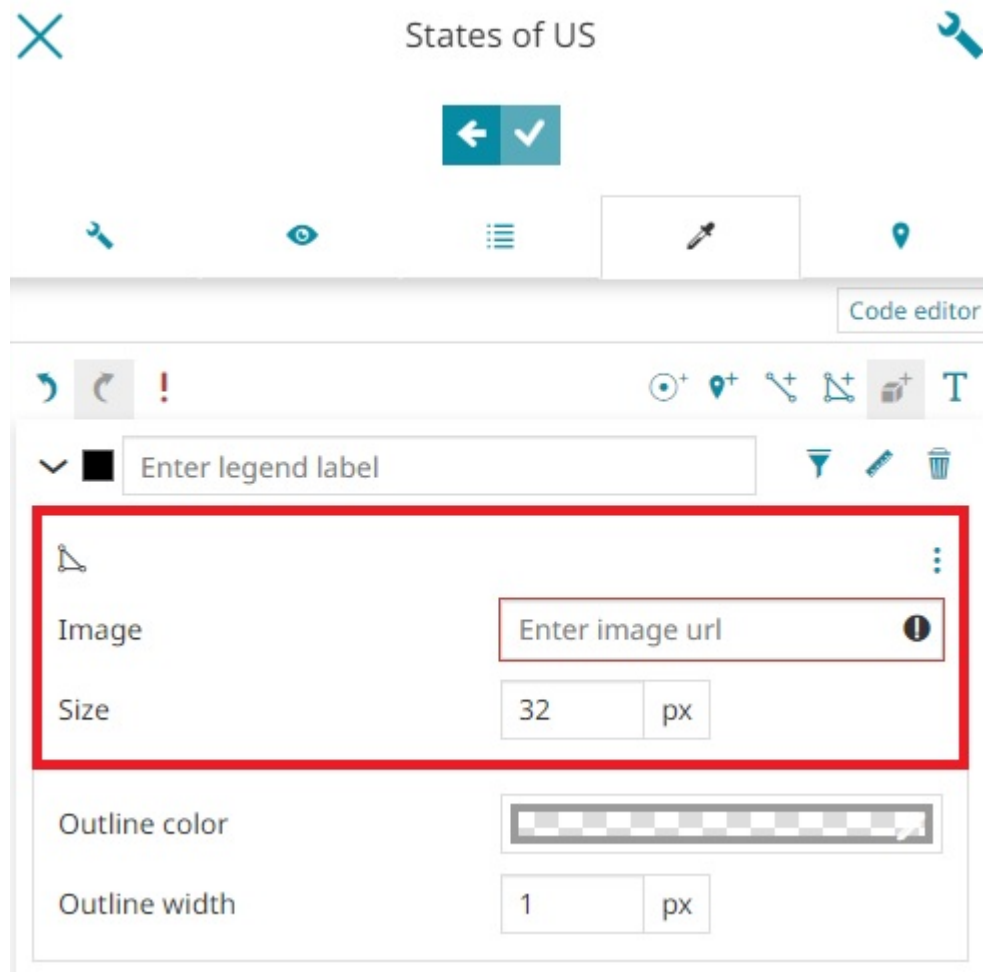 States of US
Code editor
T
Enter legend label
Image
Enter image url
Size
32
px
Outline color
Outline width
1
px